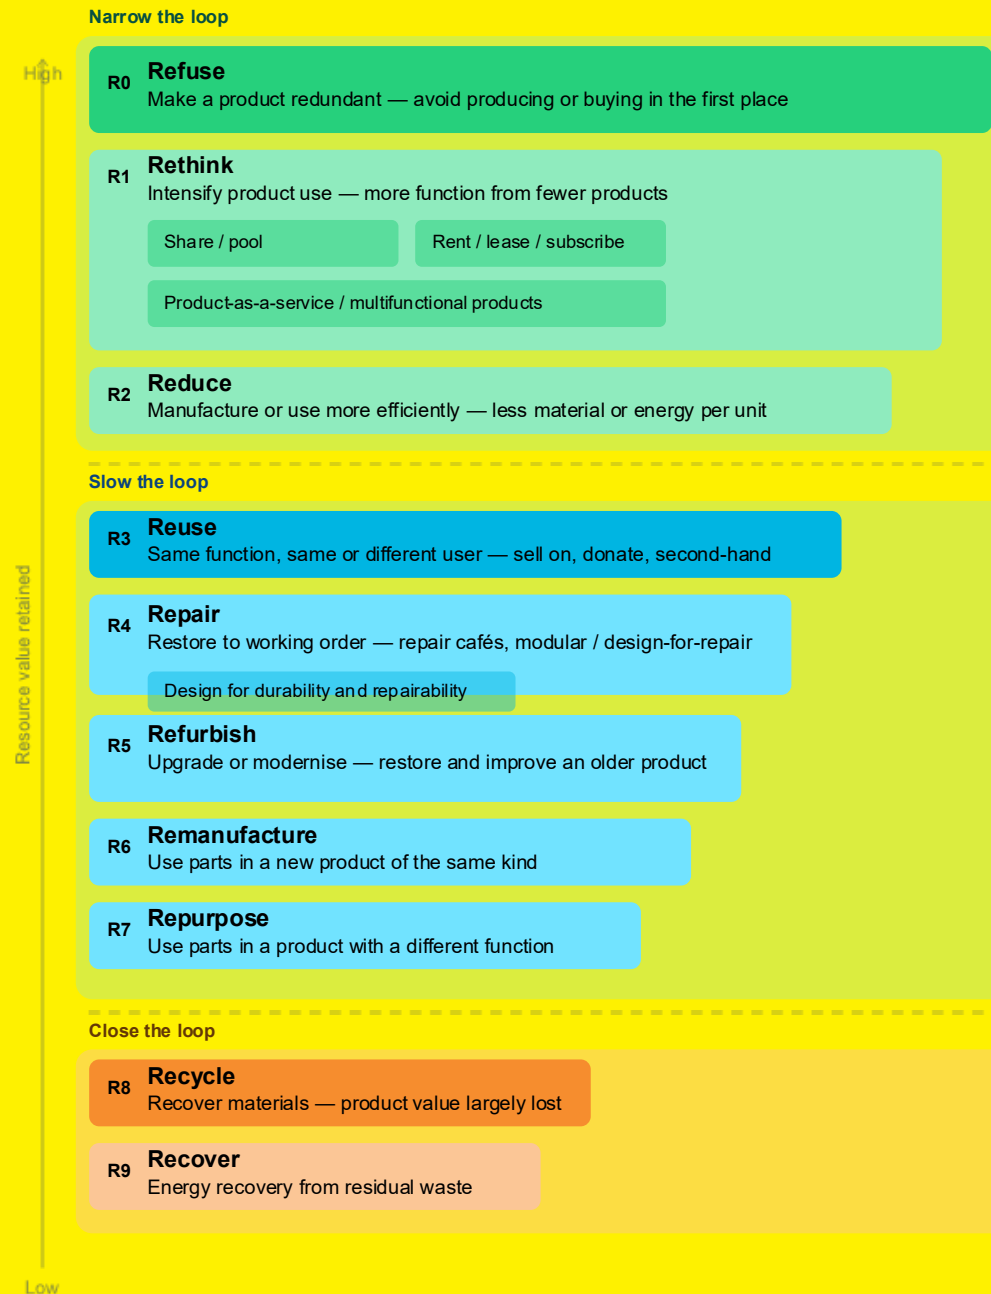 Narrow the loop
High
R0
Refuse
Make a product redundant — avoid producing or buying in the first place
R1
Rethink
Intensify product use — more function from fewer products
Share / pool
Rent / lease / subscribe
Product-as-a-service / multifunctional products
R2
Reduce
Manufacture or use more efficiently — less material or energy per unit
Slow the loop
R3
Reuse
Same function, same or different user — sell on, donate, second-hand
Resource value retained
R4
Repair
Restore to working order — repair cafés, modular / design-for-repair
Design for durability and repairability
R5
Refurbish
Upgrade or modernise — restore and improve an older product
R6
Remanufacture
Use parts in a new product of the same kind
R7
Repurpose
Use parts in a product with a different function
Close the loop
R8
Recycle
Recover materials — product value largely lost
R9
Recover
Energy recovery from residual waste
Low